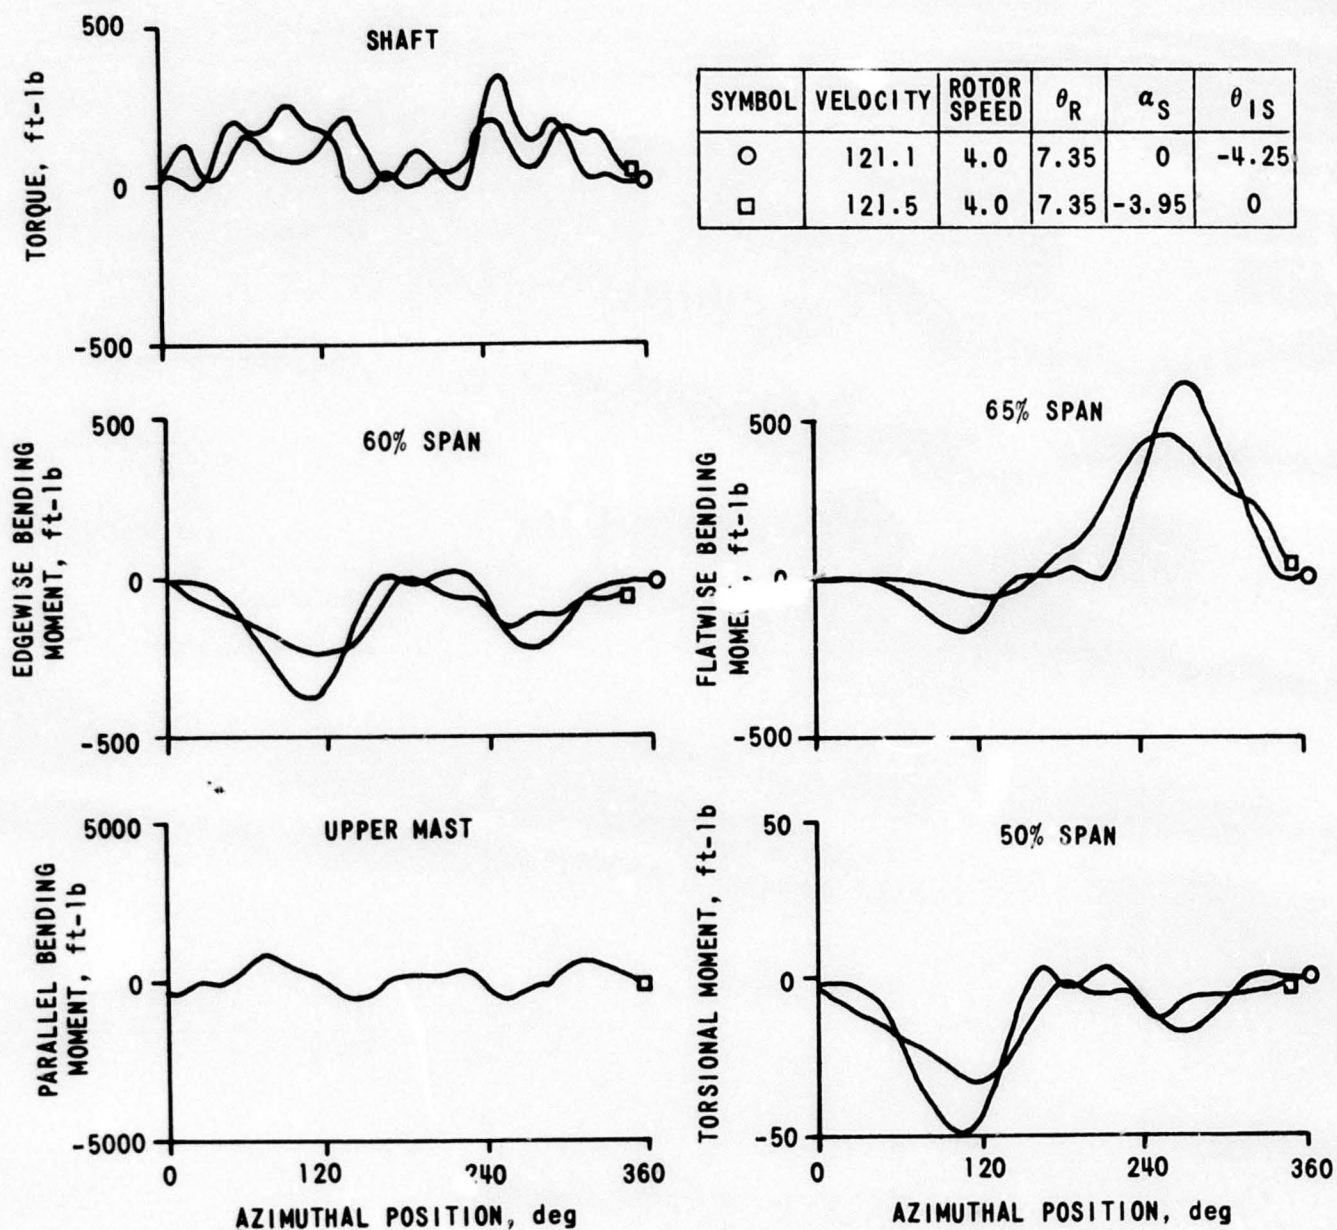 500
SHAFT
TORQUE, ft-lb
0
-500
SYMBOL VELOCITY ROTOR SPEED θR αS θIS
○ 121.1 4.0 7.35 0 -4.25
□ 121.5 4.0 7.35 -3.95 0
500
60% SPAN
EDGEWISE BENDING
MOMENT, ft-lb
0
-500
500
65% SPAN
FLATWISE BENDING
ft-lb
-500
5000
UPPER MAST
PARALLEL BENDING
MOMENT, ft-lb
0
-5000
0 120 240 360
AZIMUTHAL POSITION, deg
50
50% SPAN
TORSIONAL MOMENT, ft-lb
0
-50
0 120 240 360
AZIMUTHAL POSITION, deg